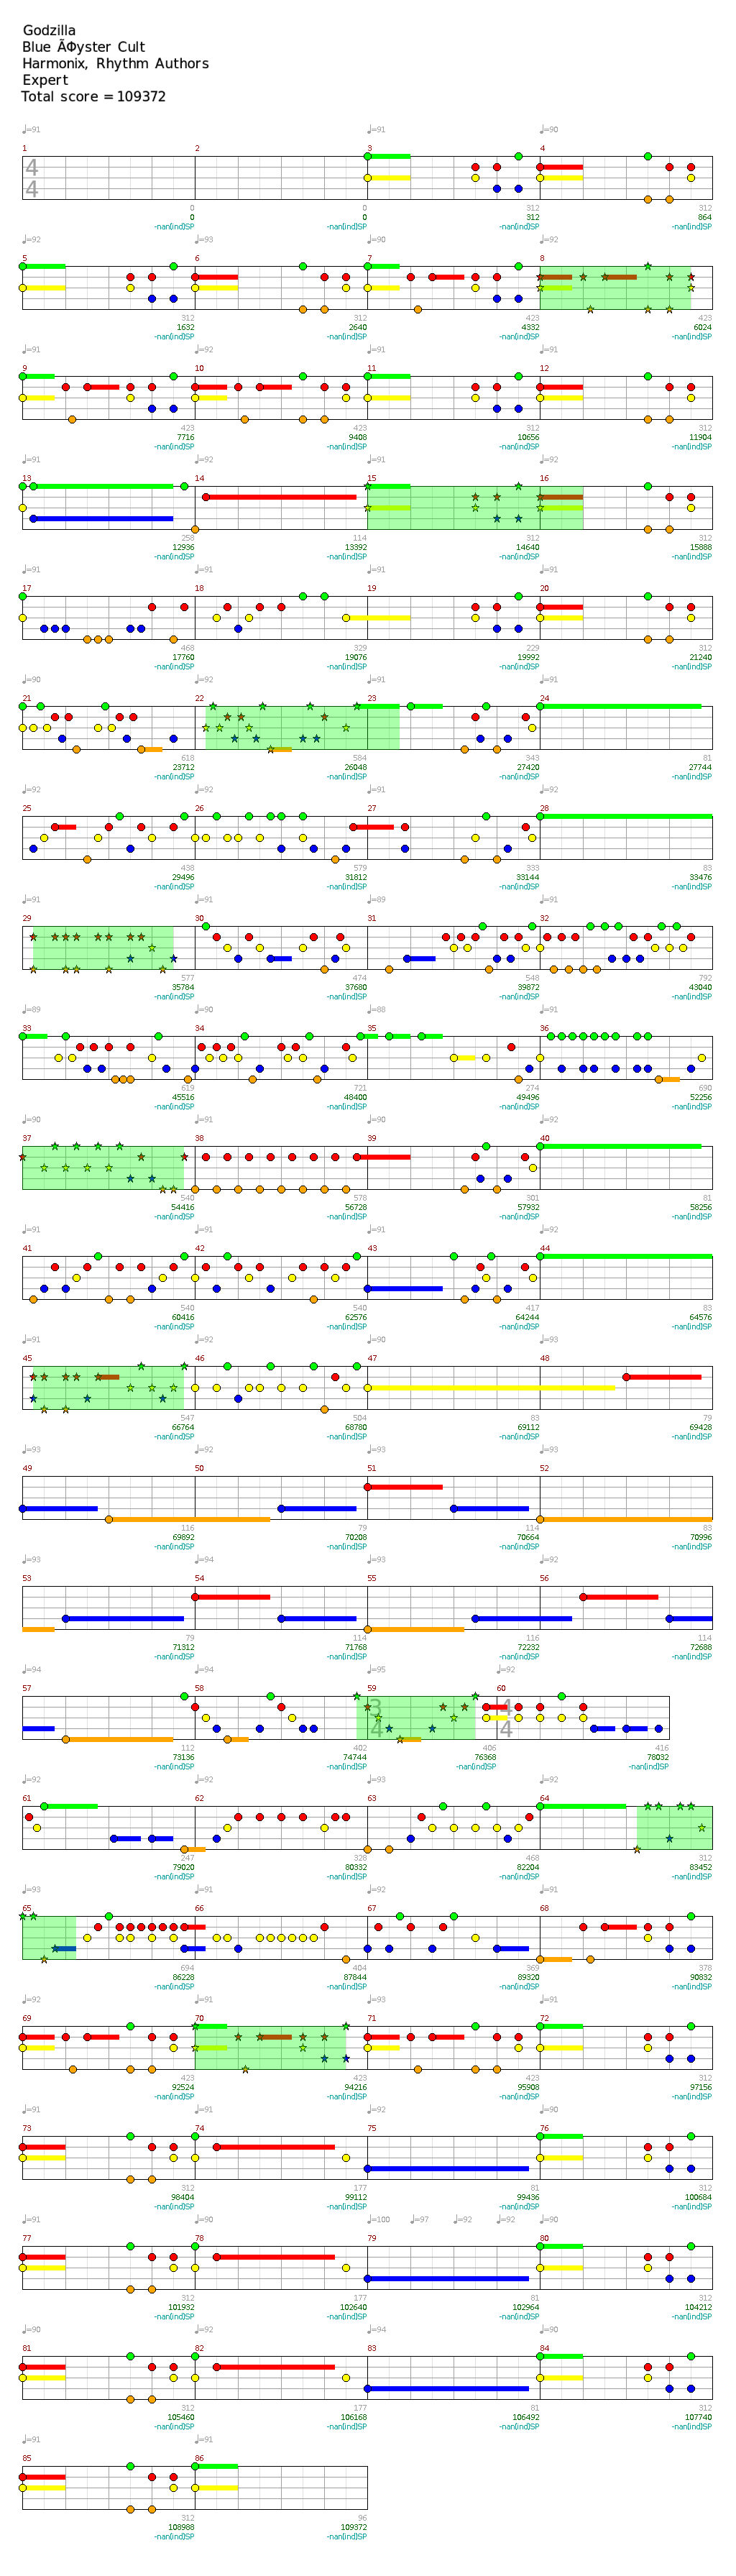 Godzilla
Blue ÃÖyster Cult
Harmonix, Rhythm Authors
Expert
Total score = 109372
♩=91 ♩=91 ♩=90
1 2 3 4
4
4
0 0 312 312
0 0 312 864
-nan(ind)SP -nan(ind)SP -nan(ind)SP -nan(ind)SP
♩=92 ♩=93 ♩=91 ♩=92
5 6 7 8
312 312 423 423
1632 2640 4332 6024
-nan(ind)SP -nan(ind)SP -nan(ind)SP -nan(ind)SP
♩=91 ♩=92 ♩=91 ♩=91
9 10 11 12
423 423 312 312
7716 9408 10656 11904
-nan(ind)SP -nan(ind)SP -nan(ind)SP -nan(ind)SP
♩=91 ♩=92 ♩=91 ♩=92
13 14 15 16
258 114 312 312
12936 13392 14640 15888
-nan(ind)SP -nan(ind)SP -nan(ind)SP -nan(ind)SP
♩=91 ♩=91 ♩=91 ♩=91
17 18 19 20
468 329 229 312
17760 19076 19992 21240
-nan(ind)SP -nan(ind)SP -nan(ind)SP -nan(ind)SP
♩=90 ♩=92 ♩=91 ♩=91
21 22 23 24
618 584 343 81
23712 26048 27420 27744
-nan(ind)SP -nan(ind)SP -nan(ind)SP -nan(ind)SP
♩=92 ♩=92 ♩=91 ♩=92
25 26 27 28
438 579 333 83
29496 31812 33144 33476
-nan(ind)SP -nan(ind)SP -nan(ind)SP -nan(ind)SP
♩=91 ♩=91 ♩=89 ♩=91
29 30 31 32
577 474 548 792
35784 37680 39872 43040
-nan(ind)SP -nan(ind)SP -nan(ind)SP -nan(ind)SP
♩=89 ♩=90 ♩=88 ♩=91
33 34 35 36
619 721 274 690
45516 48400 49496 52256
-nan(ind)SP -nan(ind)SP -nan(ind)SP -nan(ind)SP
♩=90 ♩=91 ♩=90 ♩=92
37 38 39 40
540 578 301 81
54416 56728 57932 58256
-nan(ind)SP -nan(ind)SP -nan(ind)SP -nan(ind)SP
♩=91 ♩=91 ♩=91 ♩=92
41 42 43 44
540 540 417 83
60416 62576 64244 64576
-nan(ind)SP -nan(ind)SP -nan(ind)SP -nan(ind)SP
♩=91 ♩=92 ♩=90 ♩=93
45 46 47 48
547 504 83 79
66764 68780 69112 69428
-nan(ind)SP -nan(ind)SP -nan(ind)SP -nan(ind)SP
♩=93 ♩=92 ♩=93 ♩=93
49 50 51 52
116 79 114 83
69892 70208 70664 70996
-nan(ind)SP -nan(ind)SP -nan(ind)SP -nan(ind)SP
♩=93 ♩=94 ♩=93 ♩=92
53 54 55 56
79 114 116 114
71312 71768 72232 72688
-nan(ind)SP -nan(ind)SP -nan(ind)SP -nan(ind)SP
♩=94 ♩=94 ♩=95 ♩=92
57 58 59 60
3 4
4 4
112 402 406 416
73136 74744 76368 78032
-nan(ind)SP -nan(ind)SP -nan(ind)SP -nan(ind)SP
♩=92 ♩=92 ♩=93 ♩=92
61 62 63 64
247 328 468 312
79020 80332 82204 83452
-nan(ind)SP -nan(ind)SP -nan(ind)SP -nan(ind)SP
♩=93 ♩=92 ♩=92 ♩=92
65 66 67 68
694 404 369 378
86228 87844 89320 90832
-nan(ind)SP -nan(ind)SP -nan(ind)SP -nan(ind)SP
♩=92 ♩=91 ♩=93 ♩=92
69 70 71 72
423 423 423 312
92524 94216 95908 97156
-nan(ind)SP -nan(ind)SP -nan(ind)SP -nan(ind)SP
♩=91 ♩=91 ♩=92 ♩=90
73 74 75 76
312 177 81 312
98404 99112 99436 100684
-nan(ind)SP -nan(ind)SP -nan(ind)SP -nan(ind)SP
♩=91 ♩=90 ♩=100 ♩=97 ♩=92 ♩=92 ♩=90
77 78 79 80
312 177 81 312
101932 102640 102964 104212
-nan(ind)SP -nan(ind)SP -nan(ind)SP -nan(ind)SP
♩=90 ♩=92 ♩=94 ♩=90
81 82 83 84
312 177 81 312
105460 106168 106492 107740
-nan(ind)SP -nan(ind)SP -nan(ind)SP -nan(ind)SP
♩=91 ♩=91
85 86
312 96
108988 109372
-nan(ind)SP -nan(ind)SP